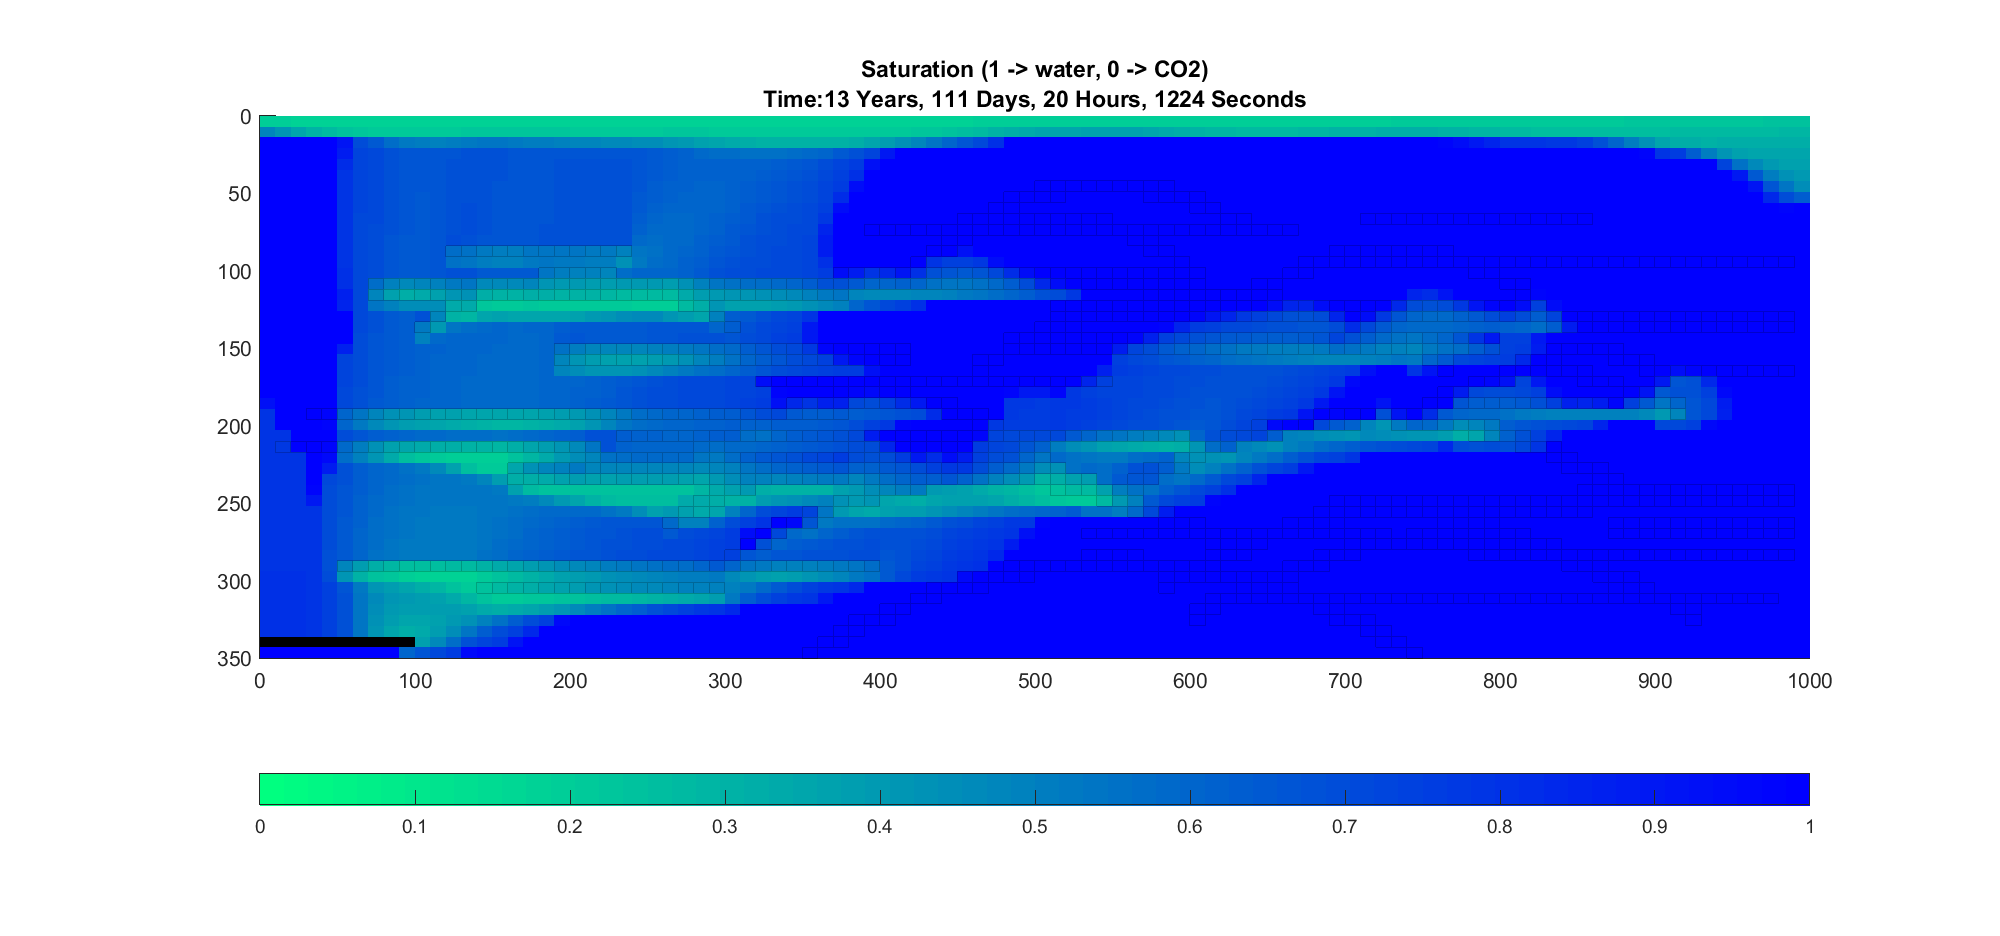 Saturation (1 -> water, 0 -> CO2)
Time:13 Years, 111 Days, 20 Hours, 1224 Seconds
0
50
100
150
200
250
300
350
0 100 200 300 400 500 600 700 800 900 1000
0 0.1 0.2 0.3 0.4 0.5 0.6 0.7 0.8 0.9 1